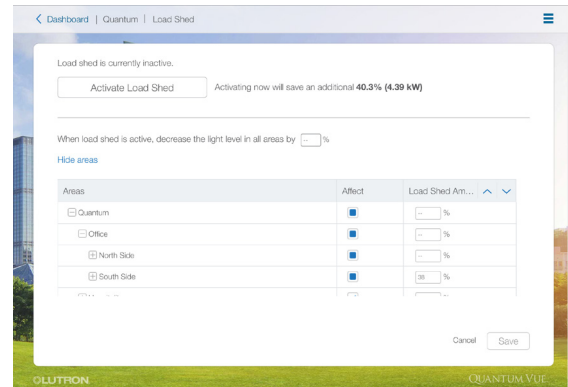 Dashboard | Quantum | Load Shed
Load shed is currently inactive.
Activate Load Shed Activating now will save an additional 40.3% (4.39 kW)
When load shed is active, decrease the light level in all areas by -- %
Hide areas
Areas Affect Load Shed Am...
Quantum -- %
Office -- %
North Side -- %
South Side 38 %
Cancel Save
LUTRON QUANTUM VUE